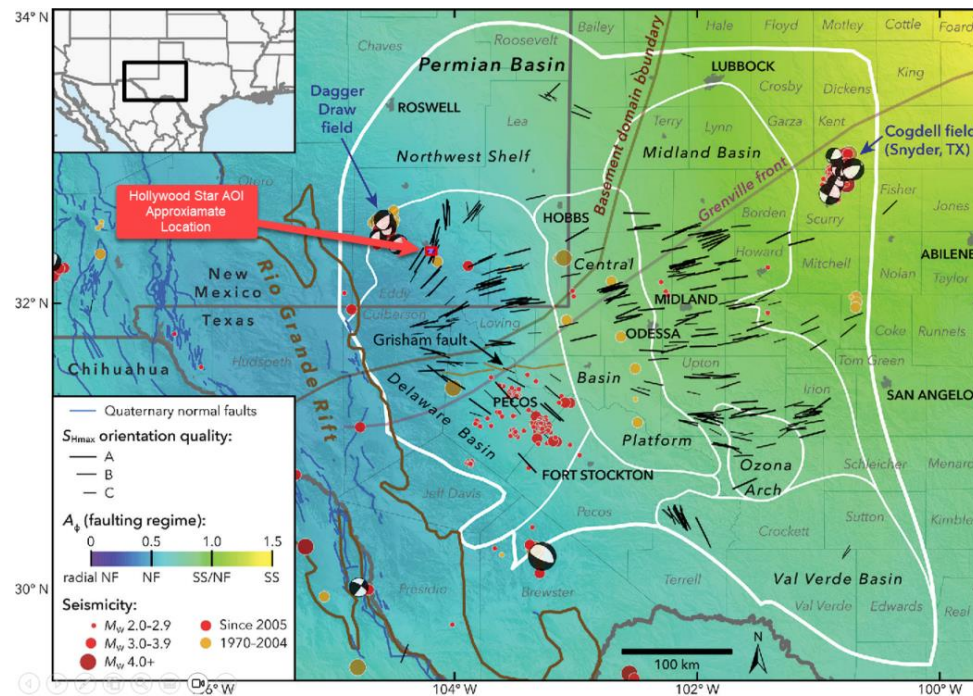 34° N
32° N
30° N
106° W
104° W
102° W
100° W
Chaves
Roosevelt
Bailey
Hale
Floyd
Motley
Cottle
Foard
Permian Basin
LUBBOCK
King
Dagger
Draw
field
ROSWELL
Crosby
Dickens
Lea
Terry
Lynn
Garza
Kent
Cogdell field
(Snyder, TX)
Northwest Shelf
Midland Basin
Basement domain boundary
Grenville front
Otero
Hollywood Star AOI
Approxiamate
Location
HOBBS
Borden
Scurry
Fisher
Jones
Central
Howard
Mitchell
ABILENE
Nolan
Taylor
New
Mexico
Texas
Rio Grande Rift
Eddy
Culberson
Loving
MIDLAND
ODESSA
Coke
Runnels
Grisham fault
Chihuahua
Hudspeth
Upton
Tom Green
Irion
Delaware Basin
PECOS
Basin
SAN ANGELO
Platform
FORT STOCKTON
Ozona
Arch
Schleicher
Menard
Jeff Davis
Pecos
Crockett
Sutton
Kimble
Presidio
Brewster
Terrell
Val Verde Basin
Val Verde
Edwards
Real
100 km
N
Quaternary normal faults
SHmax orientation quality:
A
B
C
Aϕ (faulting regime):
0 0.5 1.0 1.5
radial NF NF SS/NF SS
Seismicity:
Mw 2.0-2.9
Mw 3.0-3.9
Mw 4.0+
Since 2005
1970-2004